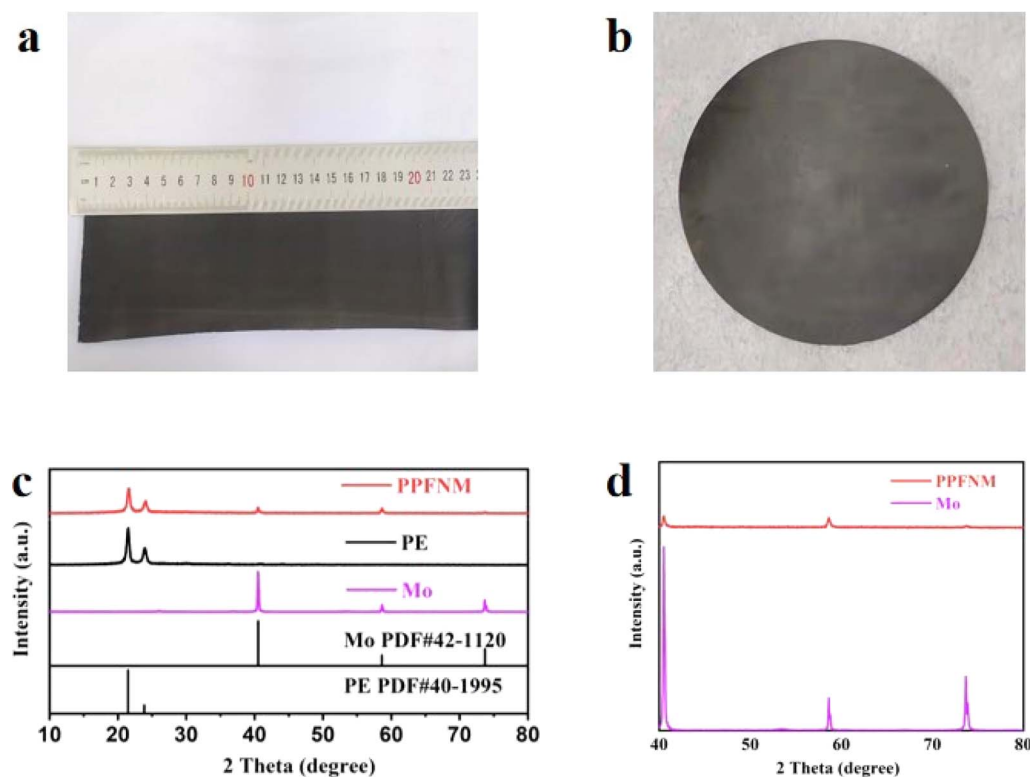 a
b
cm 1 2 3 4 5 6 7 8 9 10 11 12 13 14 15 16 17 18 19 20 21 22 23
c
PPFNM
PE
Mo
Mo PDF#42-1120
PE PDF#40-1995
Intensity (a.u.)
10 20 30 40 50 60 70 80
2 Theta (degree)
d
PPFNM
Mo
Intensity (a.u.)
40 50 60 70 80
2 Theta (degree)